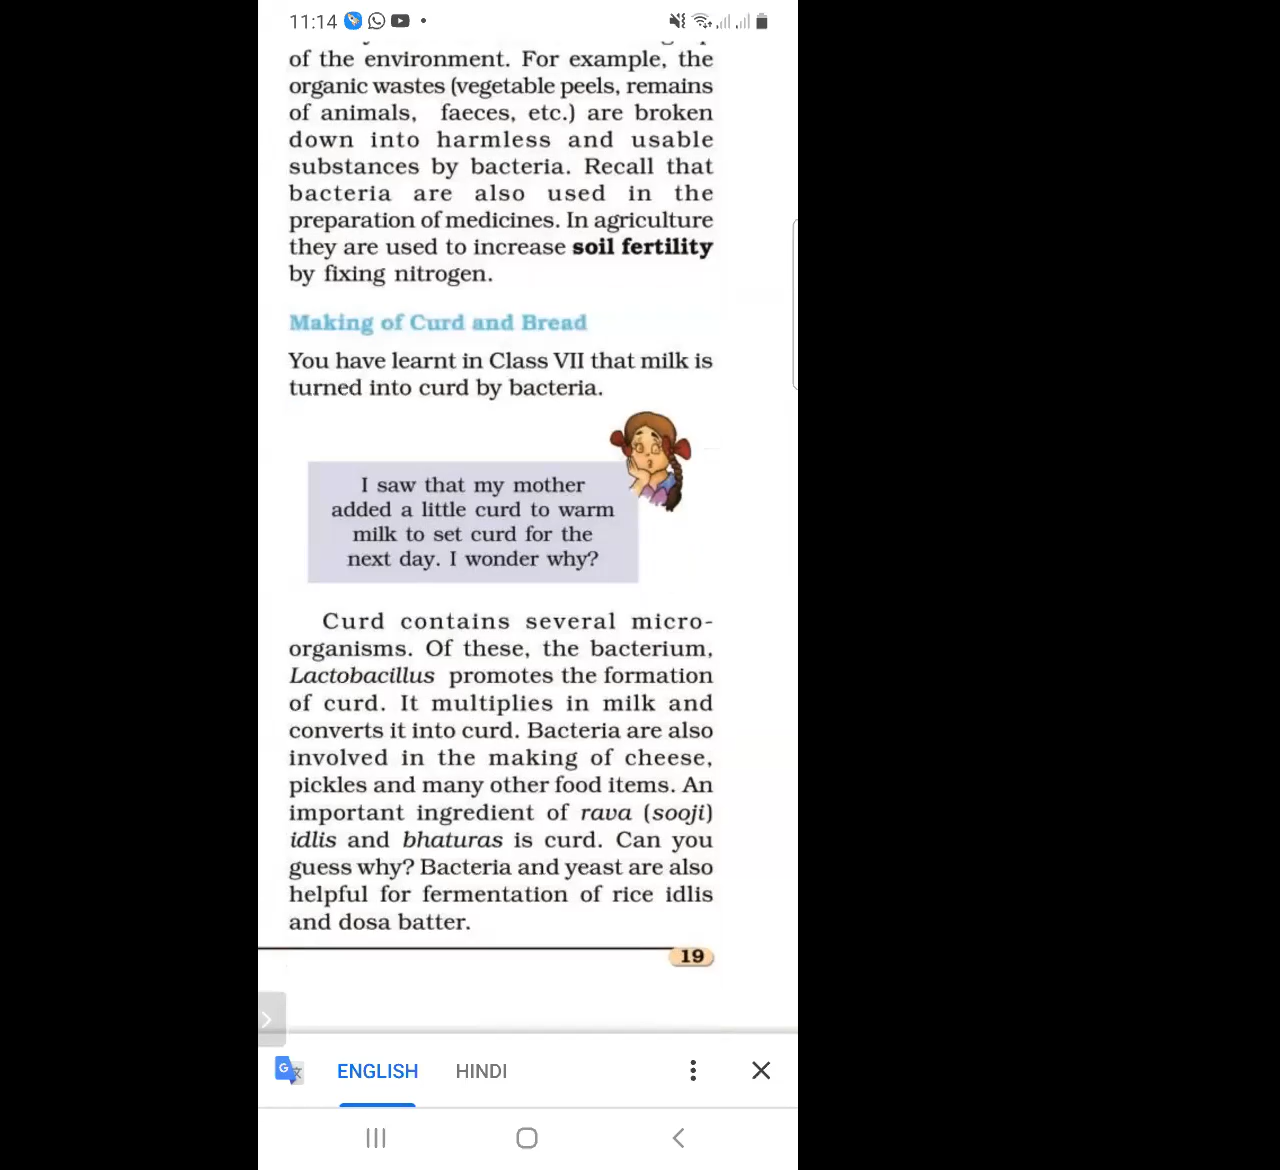 11:14
of the environment. For example, the
organic wastes (vegetable peels, remains
of animals, faeces, etc.) are broken
down into harmless and usable
substances by bacteria. Recall that
bacteria are also used in the
preparation of medicines. In agriculture
they are used to increase soil fertility
by fixing nitrogen.
Making of Curd and Bread
You have learnt in Class VII that milk is
turned into curd by bacteria.
I saw that my mother
added a little curd to warm
milk to set curd for the
next day. I wonder why?
Curd contains several micro-
organisms. Of these, the bacterium,
Lactobacillus promotes the formation
of curd. It multiplies in milk and
converts it into curd. Bacteria are also
involved in the making of cheese,
pickles and many other food items. An
important ingredient of rava (sooji)
idlis and bhaturas is curd. Can you
guess why? Bacteria and yeast are also
helpful for fermentation of rice idlis
and dosa batter.
19
ENGLISH HINDI